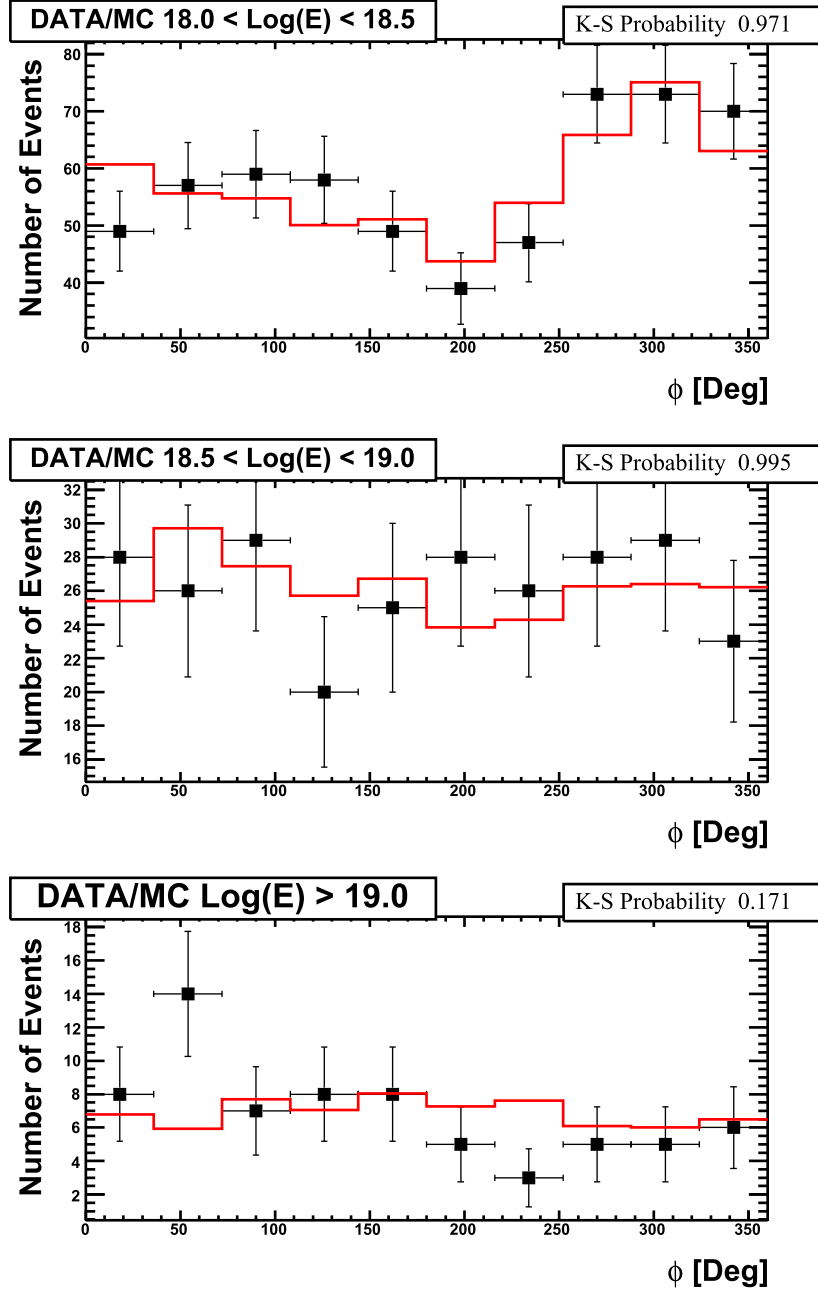 DATA/MC 18.0 < Log(E) < 18.5
K-S Probability 0.971
Number of Events
80
70
60
50
40
0 50 100 150 200 250 300 350
ϕ [Deg]
DATA/MC 18.5 < Log(E) < 19.0
K-S Probability 0.995
Number of Events
32
30
28
26
24
22
20
18
16
0 50 100 150 200 250 300 350
ϕ [Deg]
DATA/MC Log(E) > 19.0
K-S Probability 0.171
Number of Events
18
16
14
12
10
8
6
4
2
0 50 100 150 200 250 300 350
ϕ [Deg]